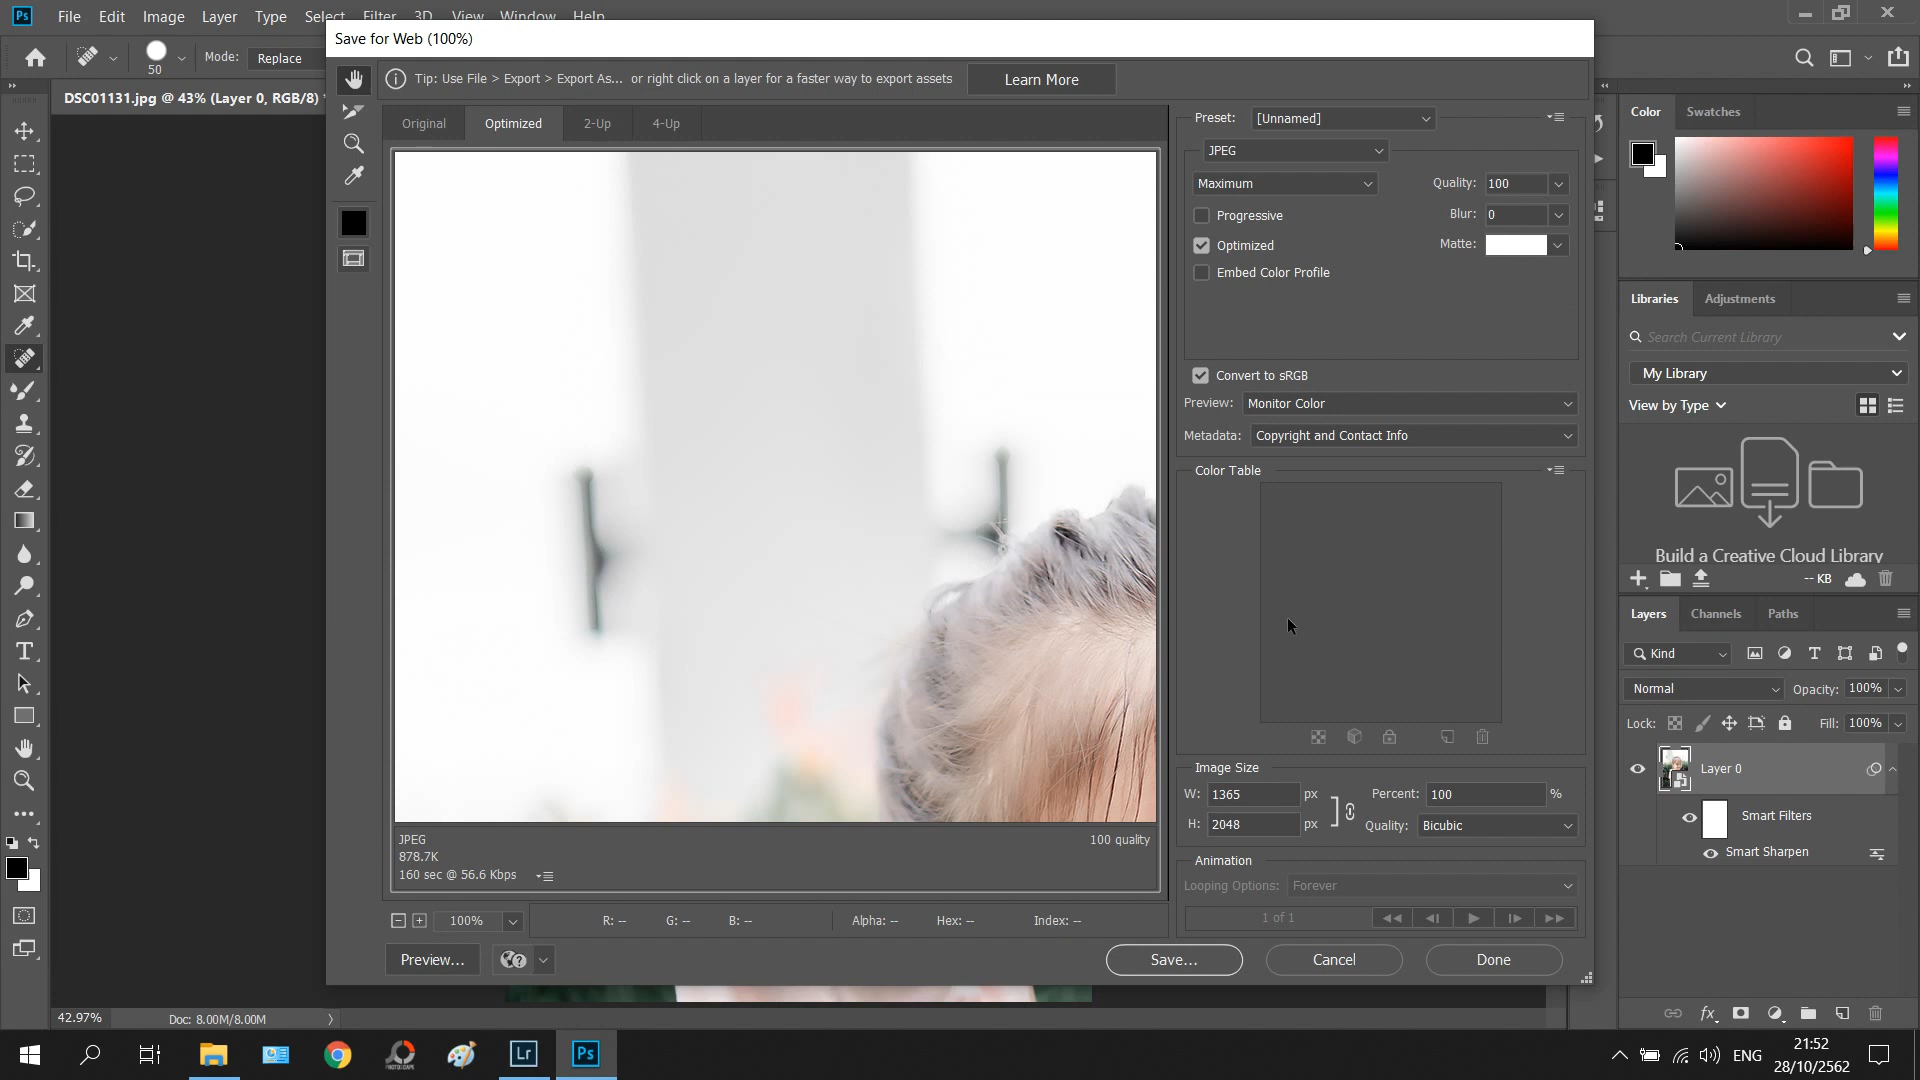 Ps File Edit Image Layer Type Select Filter 3D View Window Help
Save for Web (100%)
50 Mode: Replace
Tip: Use File > Export > Export As... or right click on a layer for a faster way to export assets Learn More
DSC01131.jpg @ 43% (Layer 0, RGB/8) *
Original Optimized 2-Up 4-Up
Preset: [Unnamed]
JPEG
Maximum Quality: 100
Progressive Blur: 0
Optimized Matte:
Embed Color Profile
Convert to sRGB
Preview: Monitor Color
Metadata: Copyright and Contact Info
Color Table
Image Size
W: 1365 px Percent: 100 %
H: 2048 px Quality: Bicubic
Animation
Looping Options: Forever
1 of 1
JPEG 100 quality
878.7K
160 sec @ 56.6 Kbps
100% R: -- G: -- B: -- Alpha: -- Hex: -- Index: --
Preview... Save... Cancel Done
Color Swatches
Libraries Adjustments
Search Current Library
My Library
View by Type
Build a Creative Cloud Library
-- KB
Layers Channels Paths
Kind
Normal Opacity: 100%
Lock: Fill: 100%
Layer 0
Smart Filters
Smart Sharpen
fx
42.97% Doc: 8.00M/8.00M
Lr Ps ENG 21:52
28/10/2562